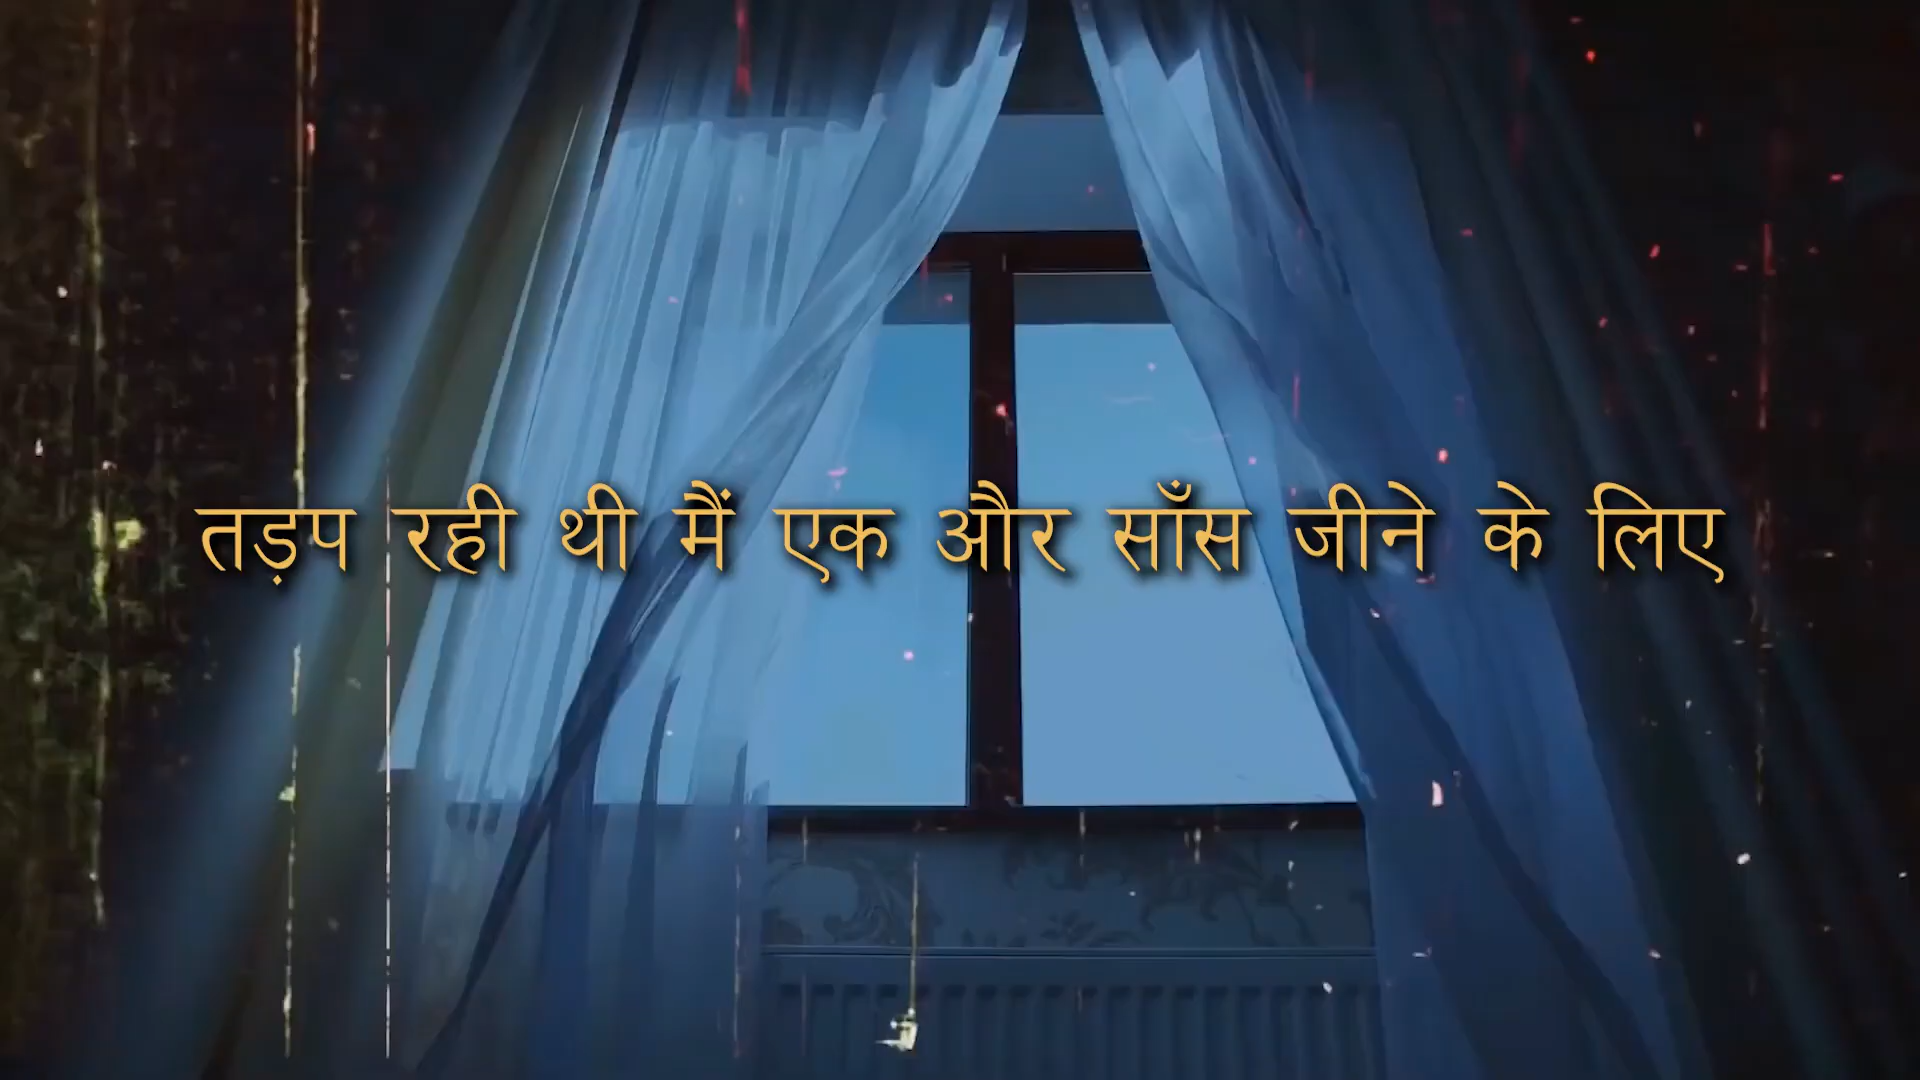 तड़प रही थी मैं एक और साँस जीने के लिए